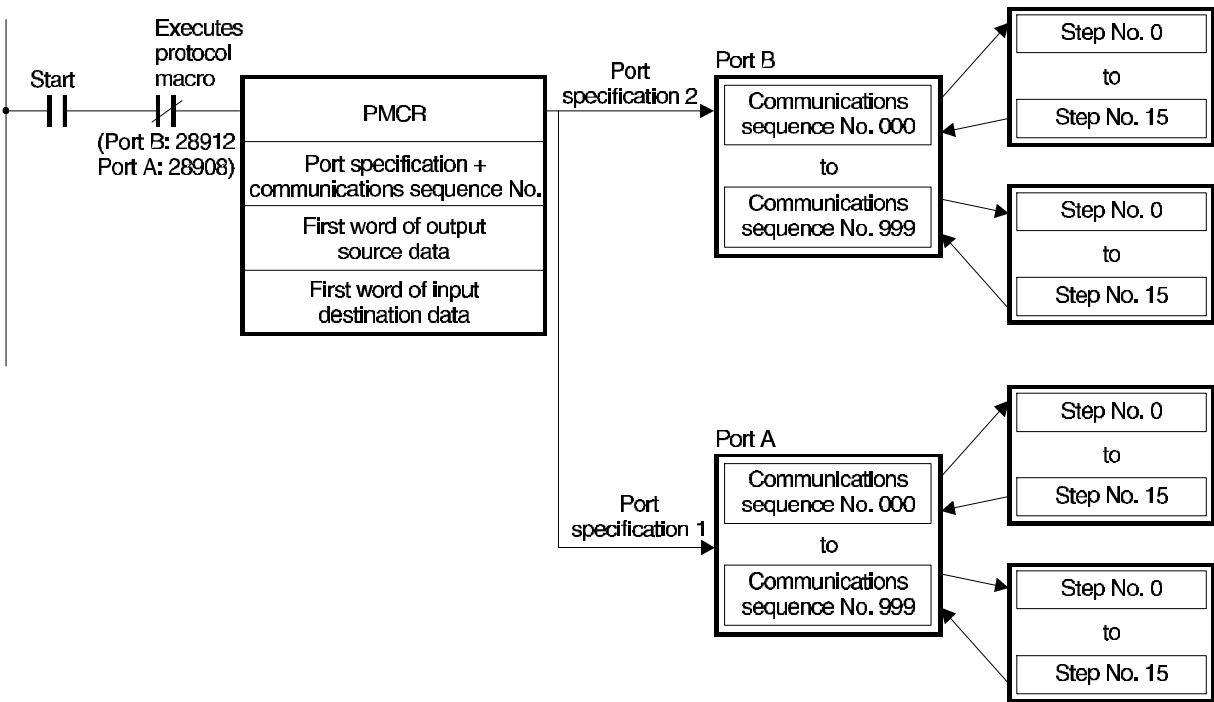 Start
Executes
protocol
macro
(Port B: 28912
Port A: 28908)
PMCR
Port specification +
communications sequence No.
First word of output
source data
First word of input
destination data
Port
specification 2
Port B
Communications
sequence No. 000
to
Communications
sequence No. 999
Step No. 0
to
Step No. 15
Step No. 0
to
Step No. 15
Port
specification 1
Port A
Communications
sequence No. 000
to
Communications
sequence No. 999
Step No. 0
to
Step No. 15
Step No. 0
to
Step No. 15